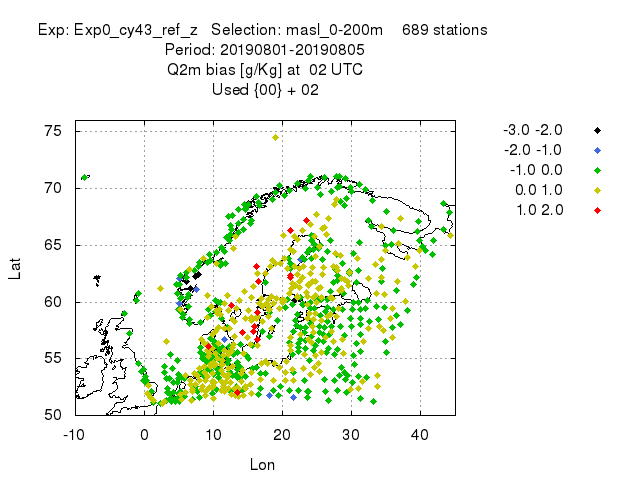 Exp: Exp0_cy43_ref_z   Selection: masl_0-200m    689 stations
Period: 20190801-20190805
Q2m bias [g/Kg] at  02 UTC
Used {00} + 02
-3.0 -2.0
-2.0 -1.0
-1.0 0.0
0.0 1.0
1.0 2.0
75
70
65
60
55
50
Lat
-10 0 10 20 30 40
Lon